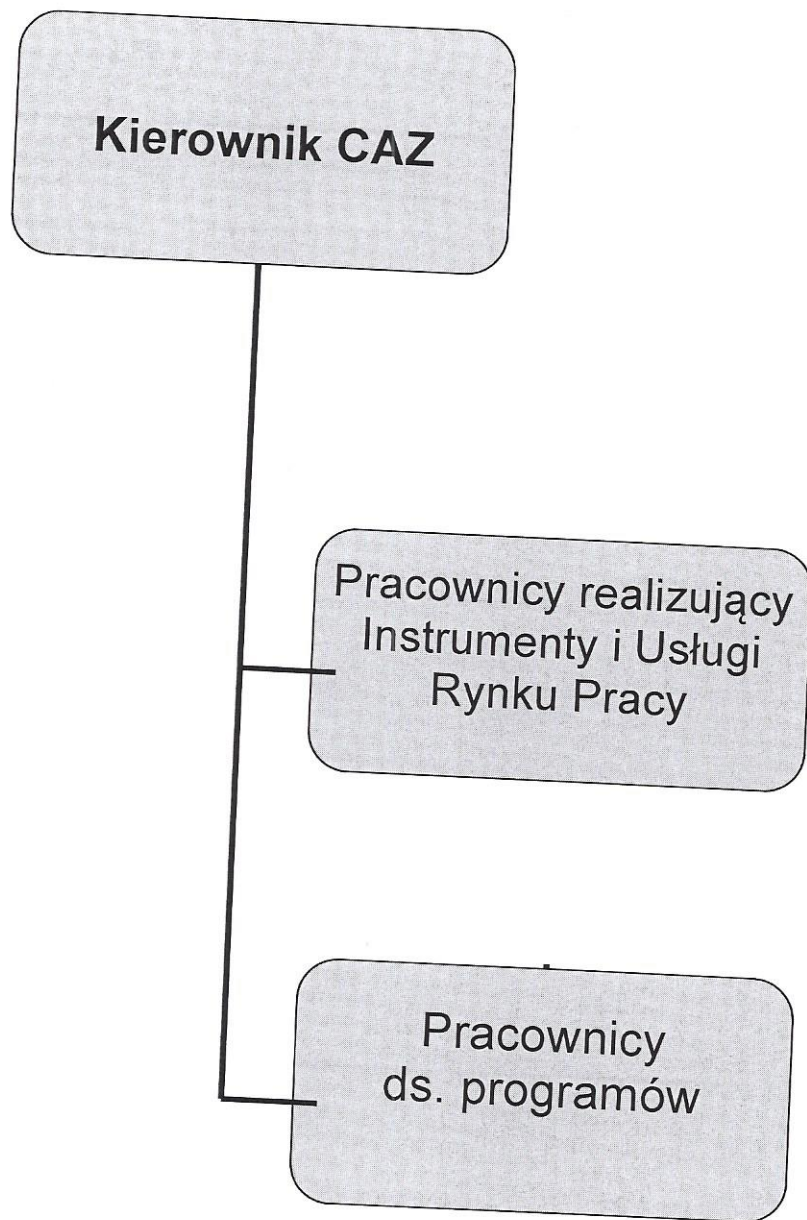 Kierownik CAZ
Pracownicy realizujący
Instrumenty i Usługi
Rynku Pracy
Pracownicy
ds. programów